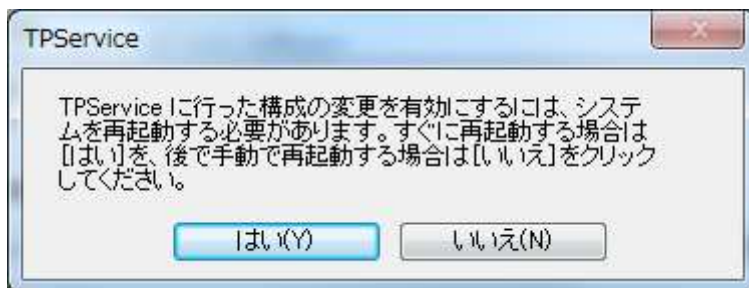 TPService
TPService に行った構成の変更を有効にするには、システ
ムを再起動する必要があります。すぐに再起動する場合は
[はい]を、後で手動で再起動する場合は[いいえ]をクリック
してください。
はい(Y)
いいえ(N)